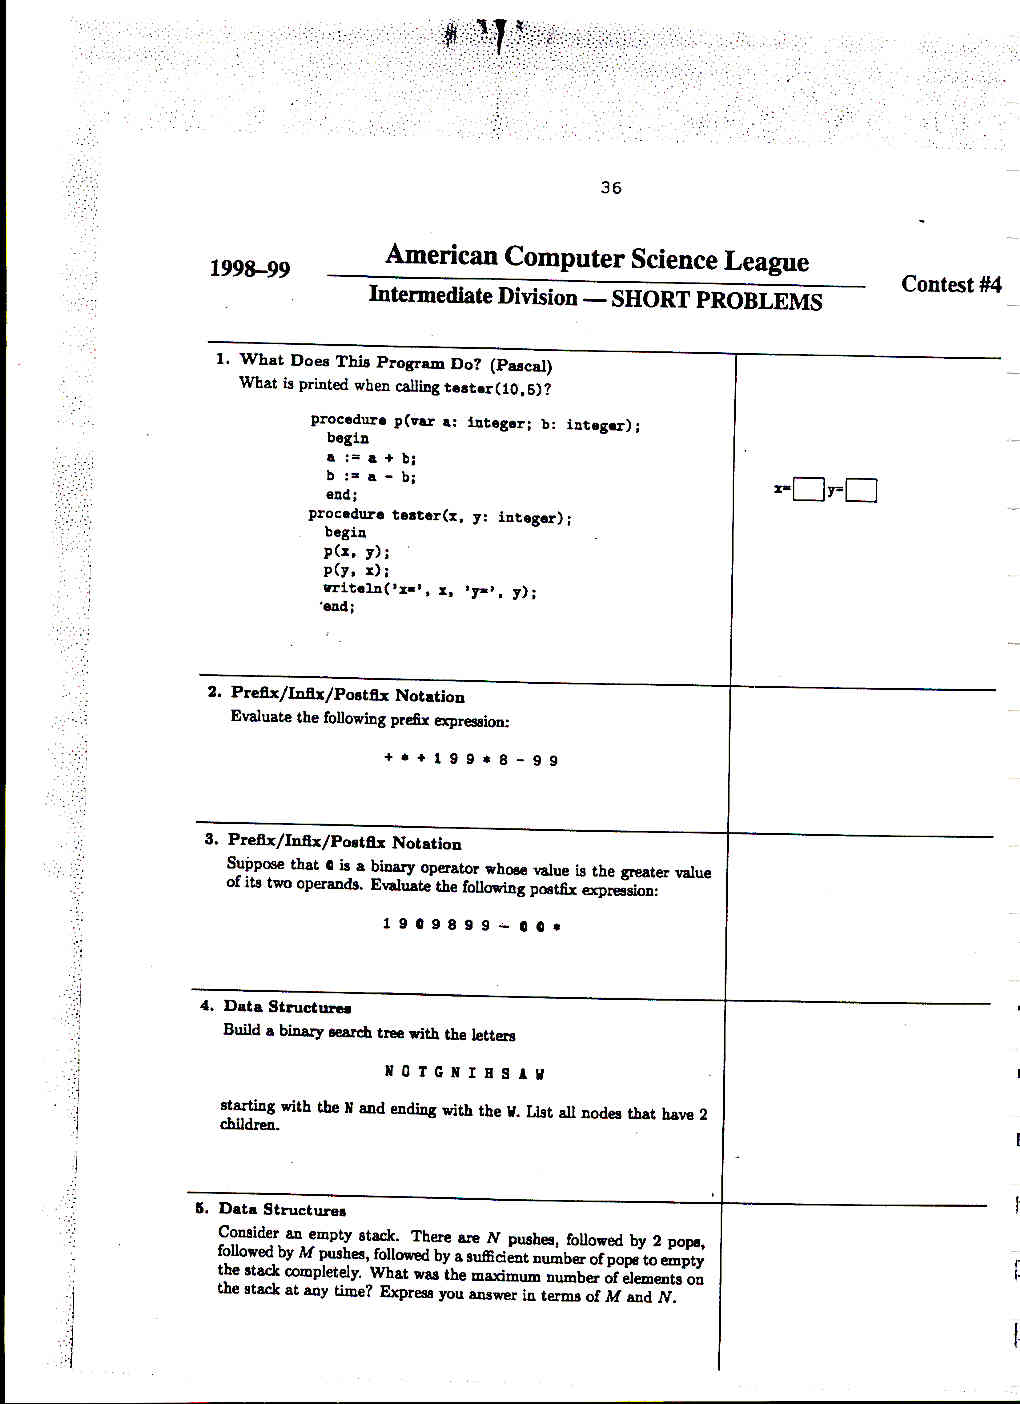 36
1998–99
American Computer Science League
Contest #4
Intermediate Division — SHORT PROBLEMS
1. What Does This Program Do? (Pascal)
What is printed when calling tester(10,5)?
procedure p(var a: integer; b: integer);
begin
a := a + b;
b := a - b;
end;
procedure tester(x, y: integer);
begin
p(x, y);
p(y, x);
writeln('x=', x, 'y=', y);
end;
x= y=
2. Prefix/Infix/Postfix Notation
Evaluate the following prefix expression:
+ * + 1 9 9 * 8 - 9 9
3. Prefix/Infix/Postfix Notation
Suppose that @ is a binary operator whose value is the greater value
of its two operands. Evaluate the following postfix expression:
1 9 @ 9 8 9 9 - @ @ *
4. Data Structures
Build a binary search tree with the letters
N O T G N I H S A W
starting with the N and ending with the W. List all nodes that have 2
children.
5. Data Structures
Consider an empty stack. There are N pushes, followed by 2 pops,
followed by M pushes, followed by a sufficient number of pops to empty
the stack completely. What was the maximum number of elements on
the stack at any time? Express you answer in terms of M and N.